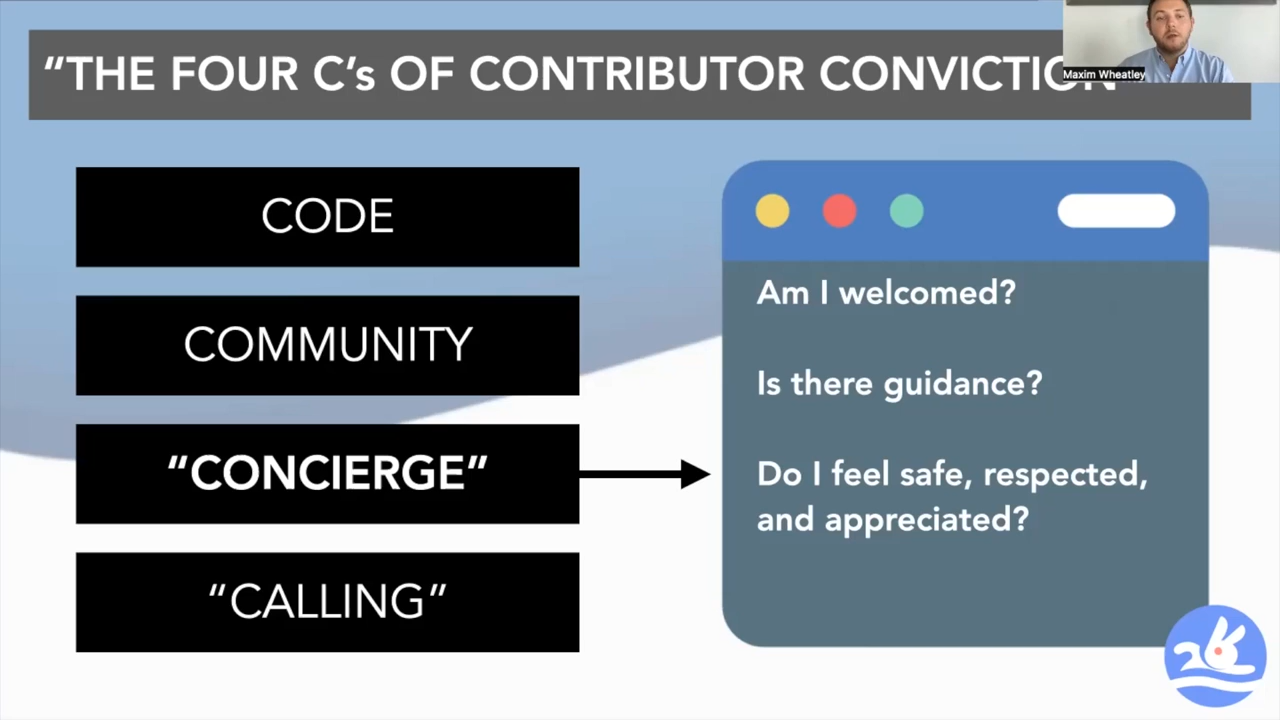 “THE FOUR C’s OF CONTRIBUTOR CONVICTION”
Maxim Wheatley
CODE
COMMUNITY
“CONCIERGE”
“CALLING”
Am I welcomed?
Is there guidance?
Do I feel safe, respected,
and appreciated?